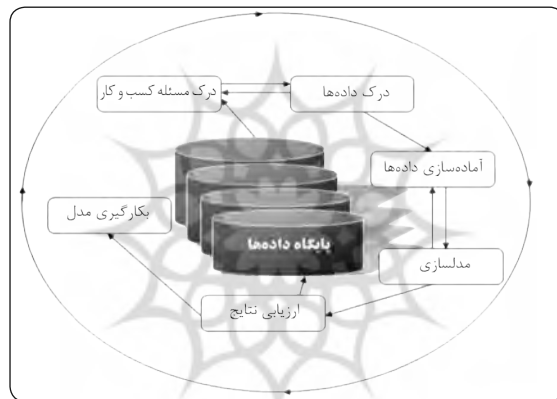 درک مسئله کسب و کار
درک داده‌ها
آماده‌سازی داده‌ها
بکارگیری مدل
پایگاه داده‌ها
مدلسازی
ارزیابی نتایج